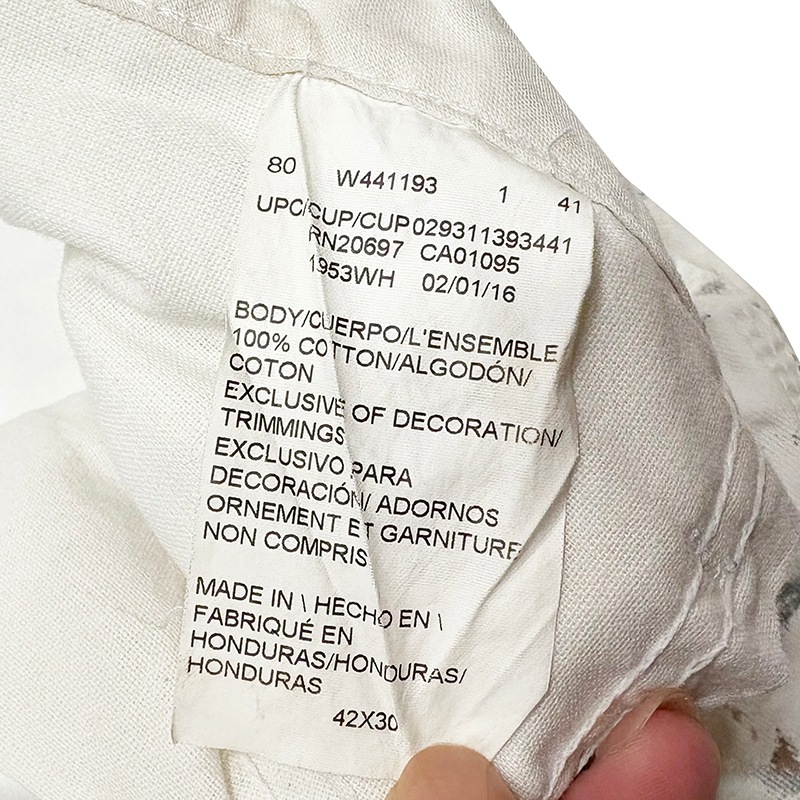 80 W441193 1 41
UPC/CUP/CUP029311393441
RN20697 CA01095
1953WH 02/01/16
BODY/CUERPO/L'ENSEMBLE
100% COTTON/ALGODÓN/
COTON
EXCLUSIVE OF DECORATION/
TRIMMINGS
EXCLUSIVO PARA
DECORACIÓN/ ADORNOS
ORNEMENT ET GARNITURE
NON COMPRIS
MADE IN \ HECHO EN \
FABRIQUÉ EN
HONDURAS/HONDURAS/
HONDURAS
42X30